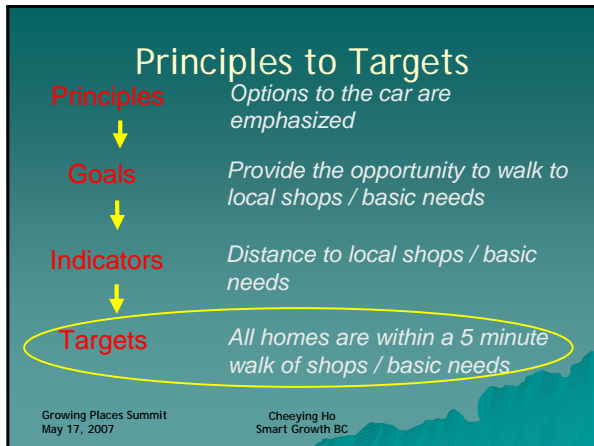 Principles to Targets
Principles
Options to the car are
emphasized
Goals
Provide the opportunity to walk to
local shops / basic needs
Indicators
Distance to local shops / basic
needs
Targets
All homes are within a 5 minute
walk of shops / basic needs
Growing Places Summit
May 17, 2007
Cheeying Ho
Smart Growth BC